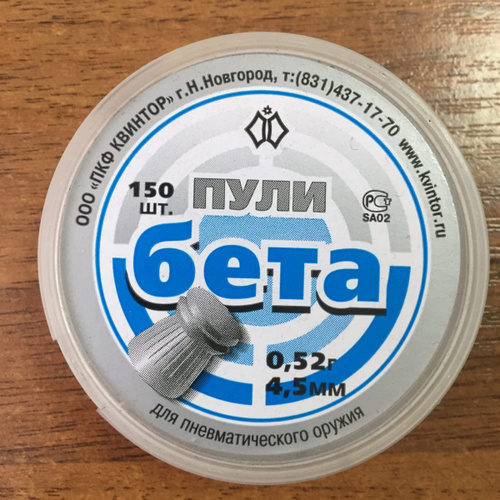 ООО «ПКФ КВИНТОР» г.Н.Новгород, т:(831)437-17-70 www.kvintor.ru
150
шт.
ПУЛИ
РСТ
SA02
бета
0,52г
4,5мм
для пневматического оружия